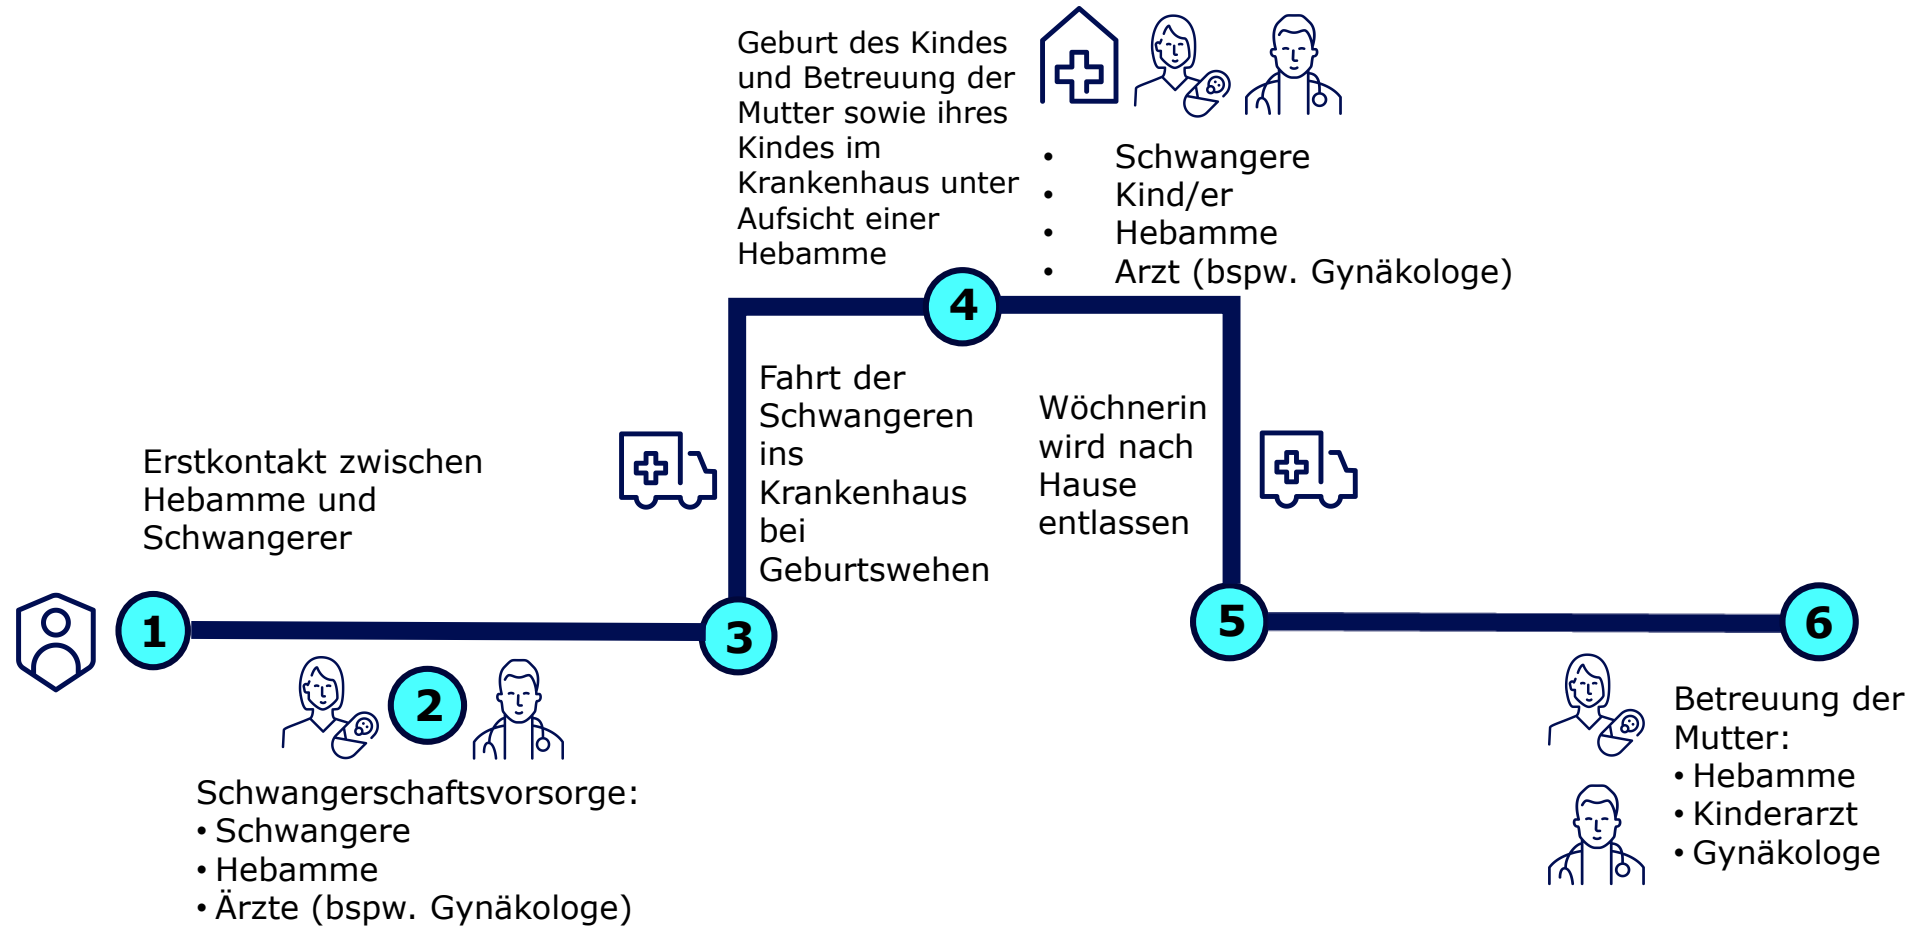 Geburt des Kindes
und Betreuung der
Mutter sowie ihres
Kindes im
Krankenhaus unter
Aufsicht einer
Hebamme
• Schwangere
• Kind/er
• Hebamme
• Arzt (bspw. Gynäkologe)
4
Fahrt der
Schwangeren
ins
Krankenhaus
bei
Geburtswehen
Wöchnerin
wird nach
Hause
entlassen
Erstkontakt zwischen
Hebamme und
Schwangerer
1
3
5
6
2
Schwangerschaftsvorsorge:
• Schwangere
• Hebamme
• Ärzte (bspw. Gynäkologe)
Betreuung der
Mutter:
• Hebamme
• Kinderarzt
• Gynäkologe